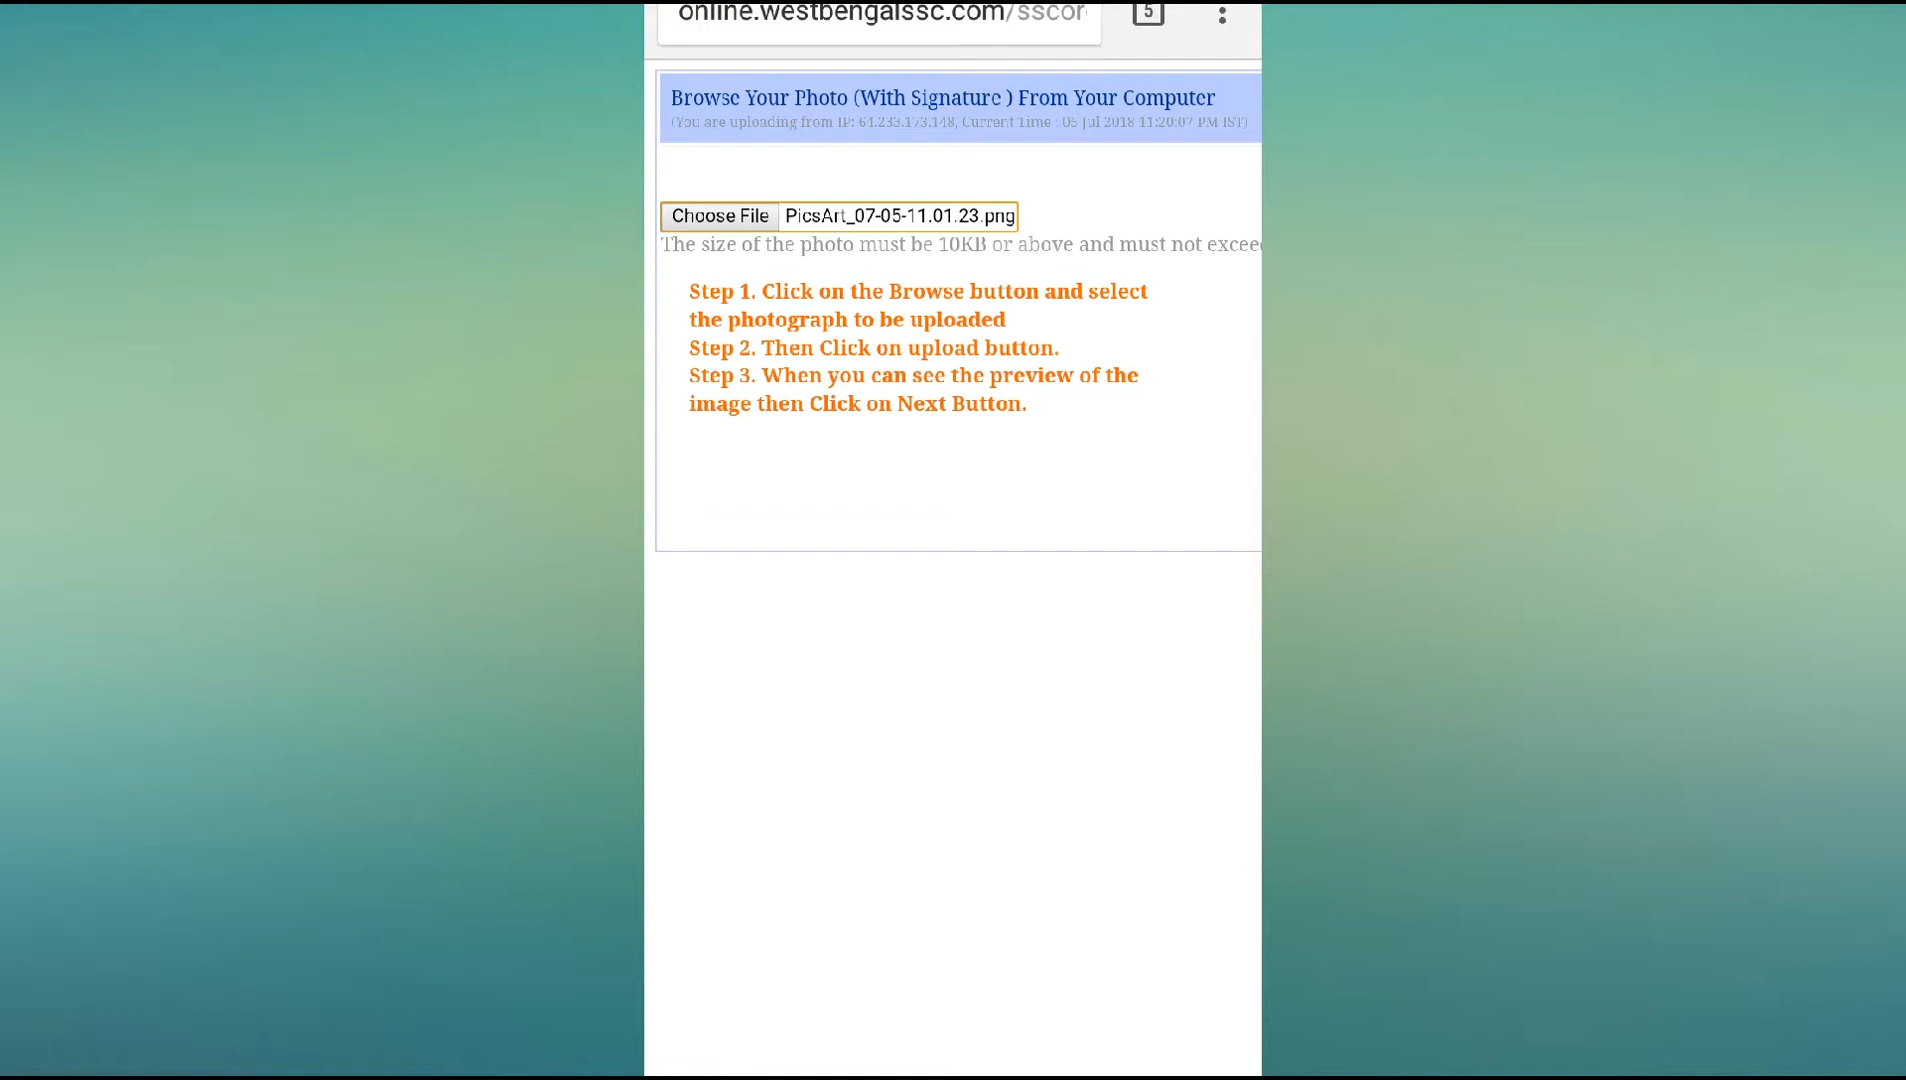 online.westbengalssc.com/sscor
5
Browse Your Photo (With Signature ) From Your Computer
(You are uploading from IP: 64.233.173.148, Current Time : 05 Jul 2018 11:20:07 PM IST)
Choose File PicsArt_07-05-11.01.23.png
The size of the photo must be 10KB or above and must not excee
Step 1. Click on the Browse button and select
the photograph to be uploaded
Step 2. Then Click on upload button.
Step 3. When you can see the preview of the
image then Click on Next Button.